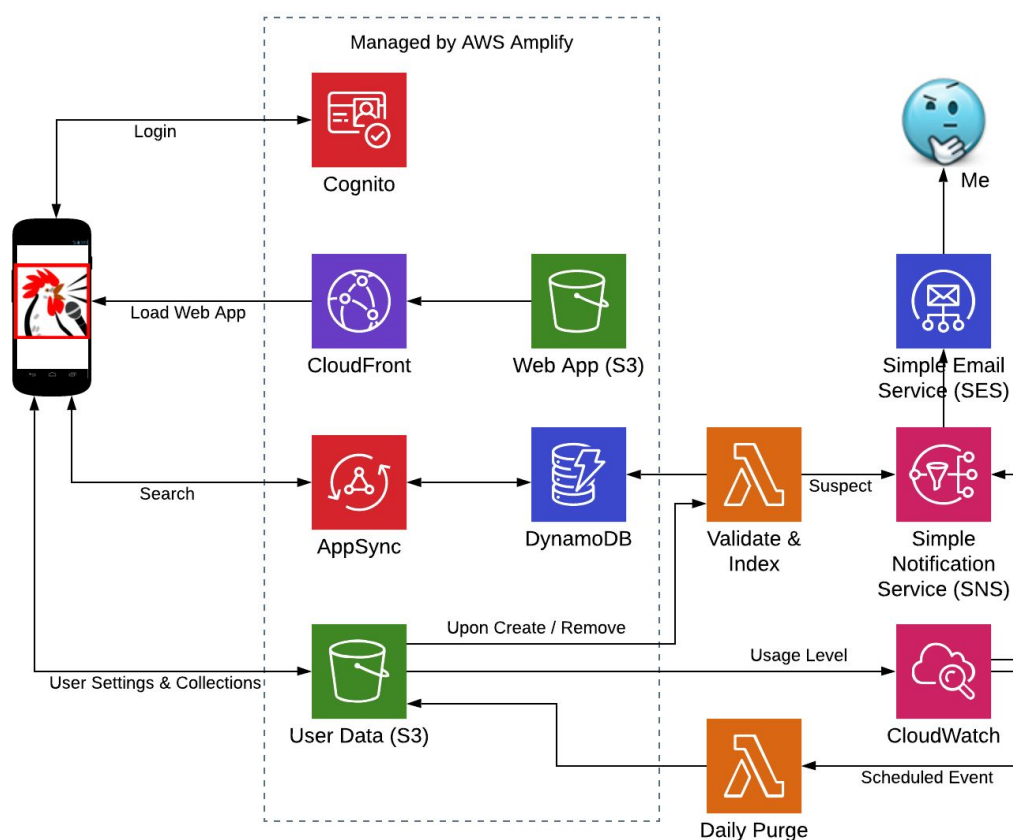 Managed by AWS Amplify
Login
Cognito
Me
Load Web App
CloudFront
Web App (S3)
Simple Email
Service (SES)
Search
AppSync
DynamoDB
Validate &
Index
Suspect
Simple
Notification
Service (SNS)
Upon Create / Remove
Usage Level
User Settings & Collections
User Data (S3)
CloudWatch
Scheduled Event
Daily Purge